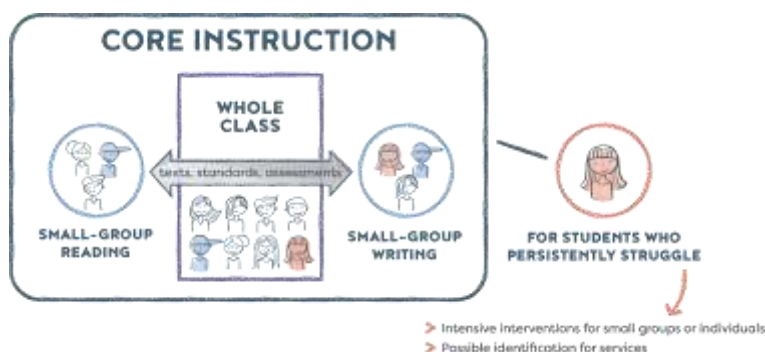 CORE INSTRUCTION
WHOLE
CLASS
texts, standards, assessments
SMALL-GROUP
READING
SMALL-GROUP
WRITING
FOR STUDENTS WHO
PERSISTENTLY STRUGGLE
Intensive interventions for small groups or individuals
Possible identification for services